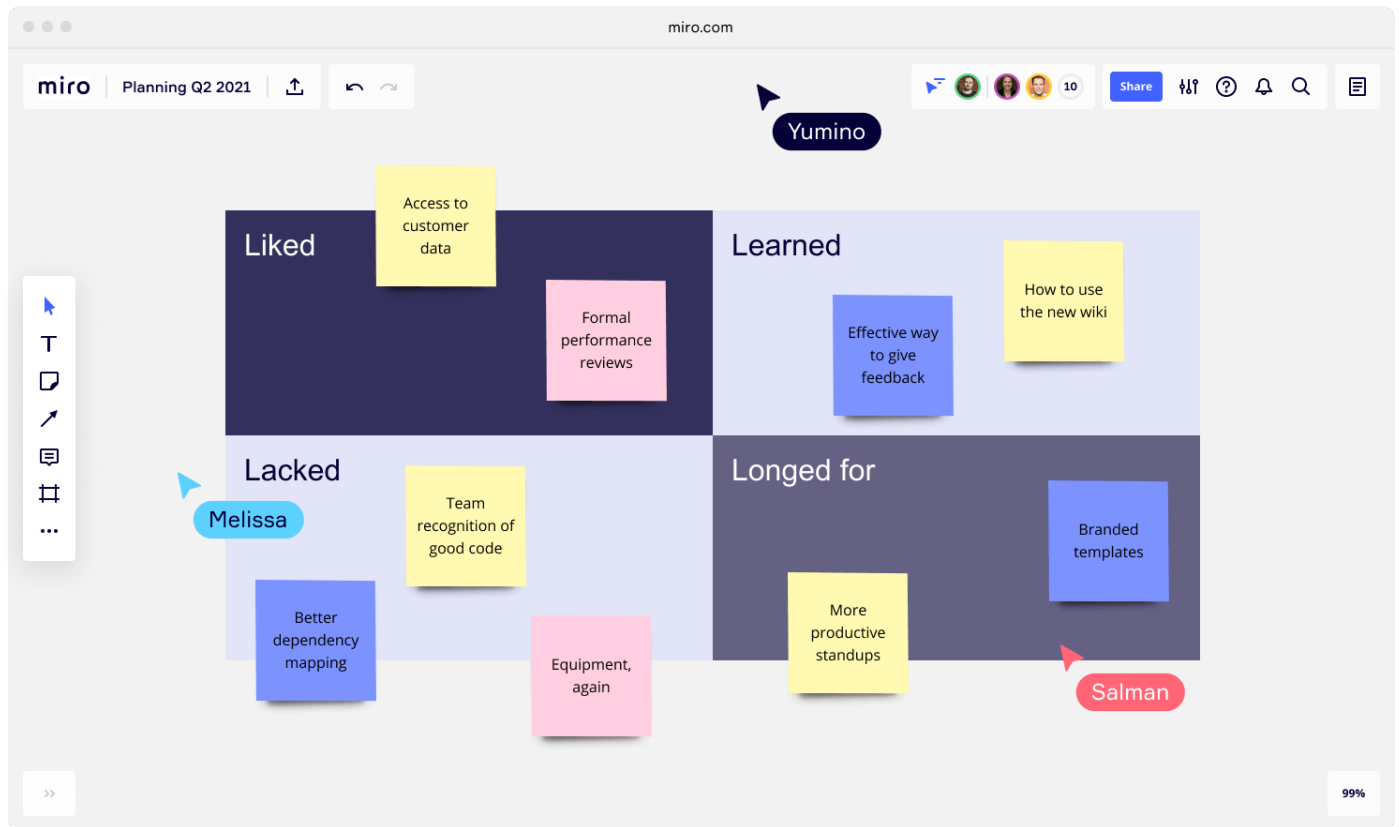 miro.com
miro
Planning Q2 2021
10
Share
Yumino
Liked
Access to
customer
data
Formal
performance
reviews
Learned
Effective way
to give
feedback
How to use
the new wiki
Lacked
Melissa
Team
recognition of
good code
Better
dependency
mapping
Equipment,
again
Longed for
More
productive
standups
Branded
templates
Salman
99%